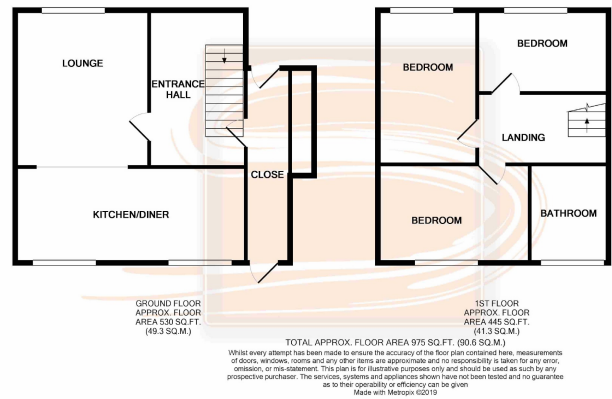 LOUNGE
ENTRANCE
HALL
CLOSE
KITCHEN/DINER
BEDROOM
BEDROOM
LANDING
BEDROOM
BATHROOM
GROUND FLOOR
APPROX. FLOOR
AREA 530 SQ.FT.
(49.3 SQ.M.)
1ST FLOOR
APPROX. FLOOR
AREA 445 SQ.FT.
(41.3 SQ.M.)
TOTAL APPROX. FLOOR AREA 975 SQ.FT. (90.6 SQ.M.)
Whilst every attempt has been made to ensure the accuracy of the floor plan contained here, measurements
of doors, windows, rooms and any other items are approximate and no responsibility is taken for any error,
omission, or mis-statement. This plan is for illustrative purposes only and should be used as such by any
prospective purchaser. The services, systems and appliances shown have not been tested and no guarantee
as to their operability or efficiency can be given
Made with Metropix ©2019